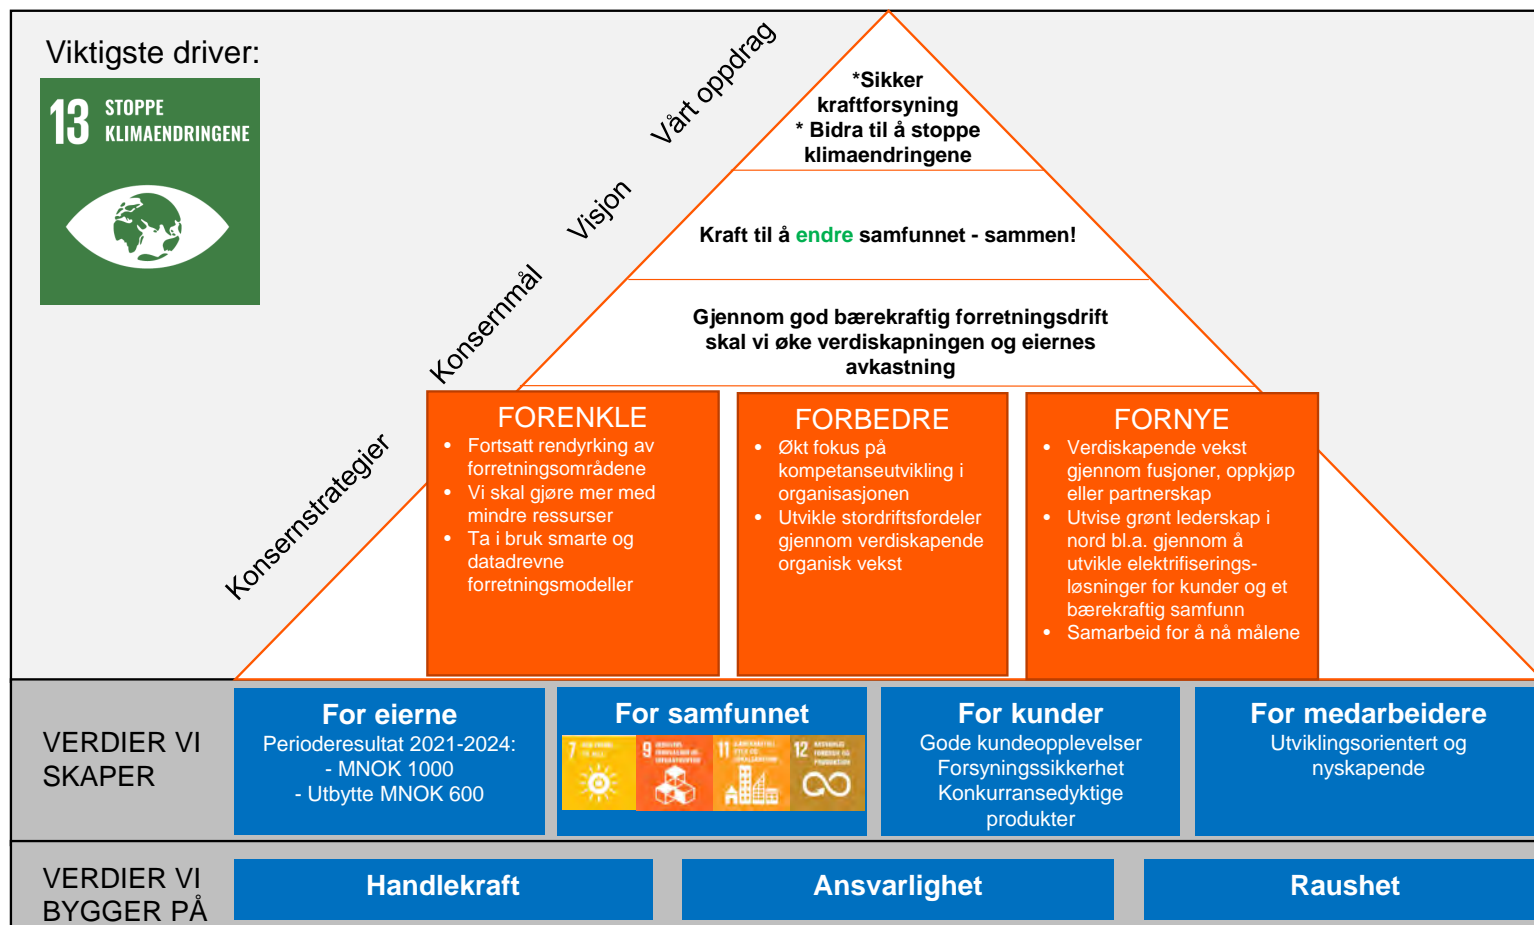 Viktigste driver:
13 STOPPE
KLIMAENDRINGENE
Vårt oppdrag
*Sikker
kraftforsyning
* Bidra til å stoppe
klimaendringene
Visjon
Kraft til å endre samfunnet - sammen!
Konsernmål
Gjennom god bærekraftig forretningsdrift
skal vi øke verdiskapningen og eiernes
avkastning
Konsernstrategier
FORENKLE
• Fortsatt rendyrking av
forretningsområdene
• Vi skal gjøre mer med
mindre ressurser
• Ta i bruk smarte og
datadrevne
forretningsmodeller
FORBEDRE
• Økt fokus på
kompetanseutvikling i
organisasjonen
• Utvikle stordriftsfordeler
gjennom verdiskapende
organisk vekst
FORNYE
• Verdiskapende vekst
gjennom fusjoner, oppkjøp
eller partnerskap
• Utvise grønt lederskap i
nord bl.a. gjennom å
utvikle elektrifiserings-
løsninger for kunder og et
bærekraftig samfunn
• Samarbeid for å nå målene
VERDIER VI
SKAPER
For eierne
Perioderesultat 2021-2024:
- MNOK 1000
- Utbytte MNOK 600
For samfunnet
7
9
11
12
For kunder
Gode kundeopplevelser
Forsyningssikkerhet
Konkurransedyktige
produkter
For medarbeidere
Utviklingsorientert og
nyskapende
VERDIER VI
BYGGER PÅ
Handlekraft
Ansvarlighet
Raushet